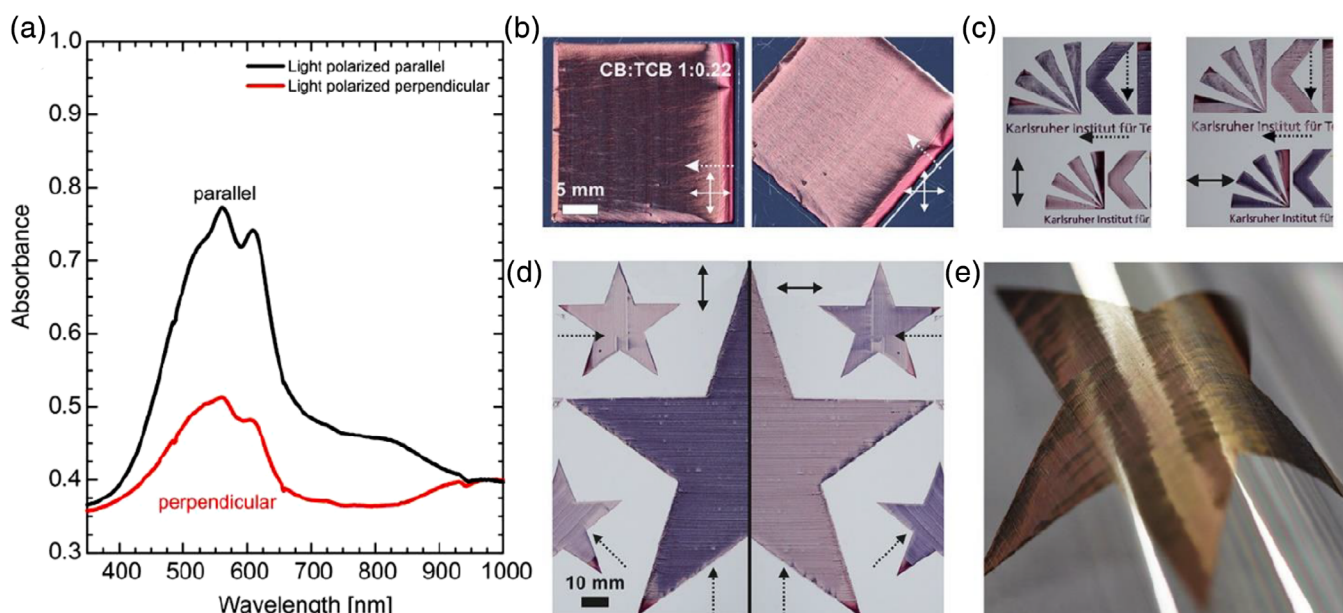 (a)
1.0
0.9
0.8
0.7
0.6
0.5
0.4
0.3
Absorbance
Light polarized parallel
Light polarized perpendicular
parallel
perpendicular
400 500 600 700 800 900 1000
Wavelength [nm]
(b)
CB:TCB 1:0.22
5 mm
(c)
Karlsruher Institut für Te
Karlsruher Institut für
Karlsruher Institut für Te
Karlsruher Institut für
(d)
10 mm
(e)